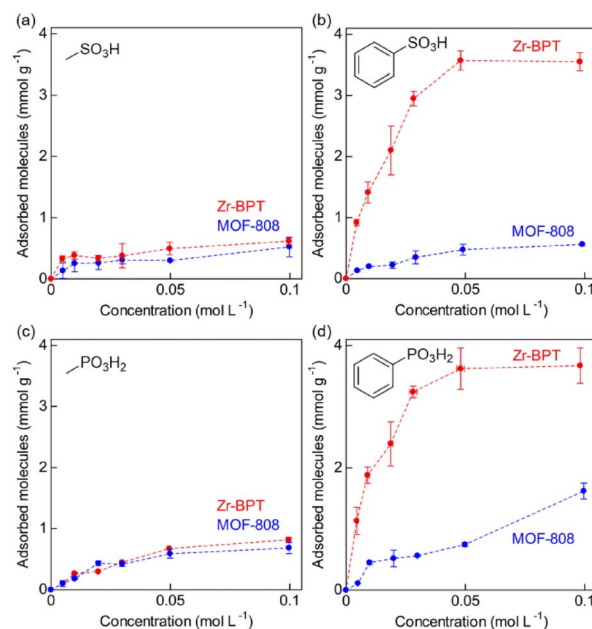 (a)
SO₃H
Adsorbed molecules (mmol g⁻¹)
4
3
2
1
0
Zr-BPT
MOF-808
0
0.05
0.1
Concentration (mol L⁻¹)
(b)
SO₃H
Zr-BPT
Adsorbed molecules (mmol g⁻¹)
4
3
2
1
0
MOF-808
0
0.05
0.1
Concentration (mol L⁻¹)
(c)
PO₃H₂
Adsorbed molecules (mmol g⁻¹)
4
3
2
1
0
Zr-BPT
MOF-808
0
0.05
0.1
Concentration (mol L⁻¹)
(d)
PO₃H₂
Zr-BPT
Adsorbed molecules (mmol g⁻¹)
4
3
2
1
0
MOF-808
0
0.05
0.1
Concentration (mol L⁻¹)